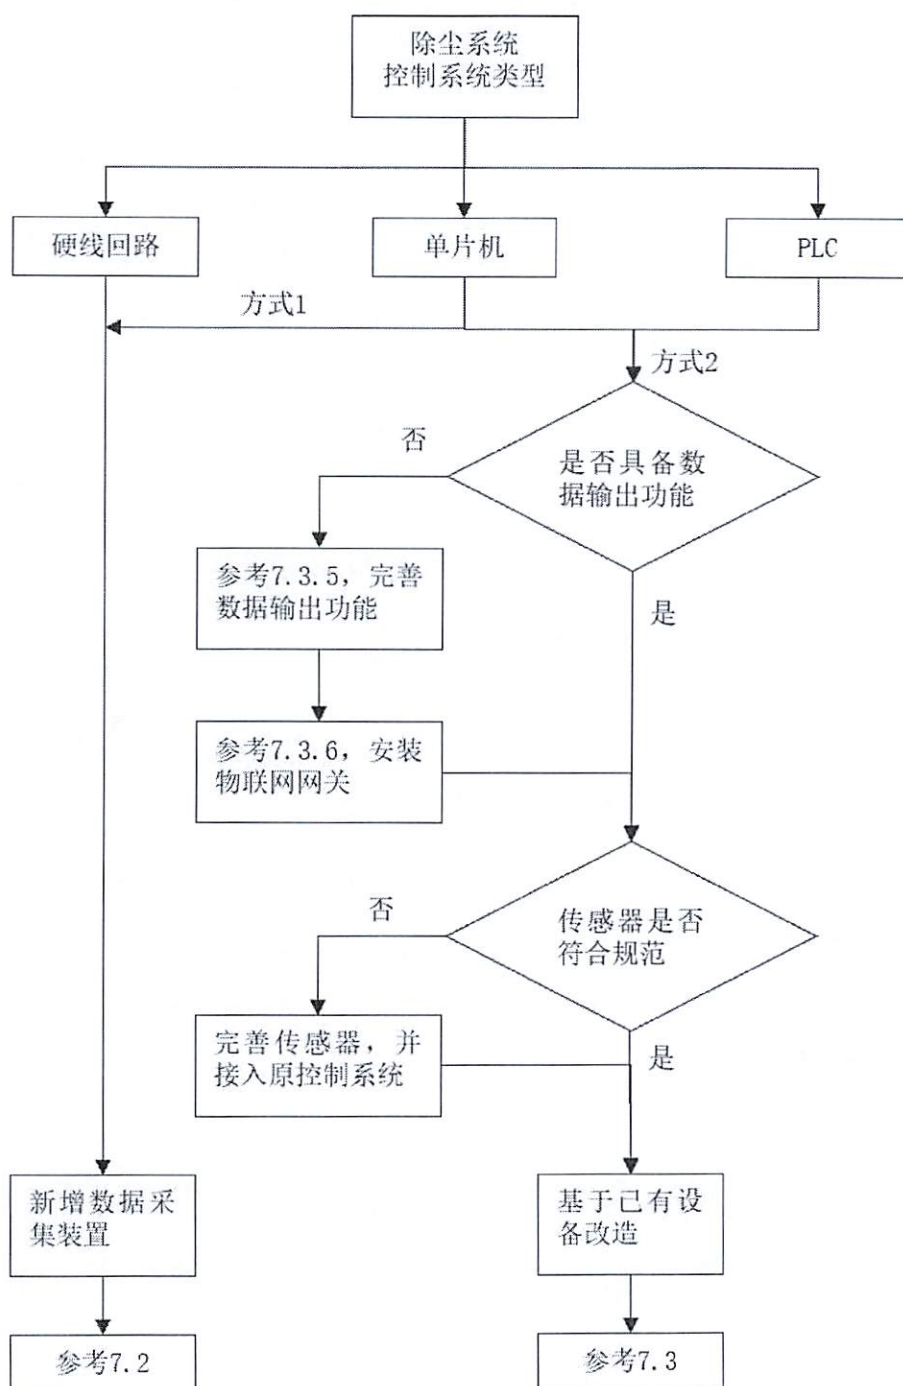 除尘系统
控制系统类型
硬线回路
单片机
PLC
方式1
方式2
否
是否具备数
据输出功能
参考7.3.5，完善
数据输出功能
是
参考7.3.6，安装
物联网网关
否
传感器是否
符合规范
完善传感器，并
接入原控制系统
是
新增数据采
集装置
基于已有设
备改造
参考7.2
参考7.3